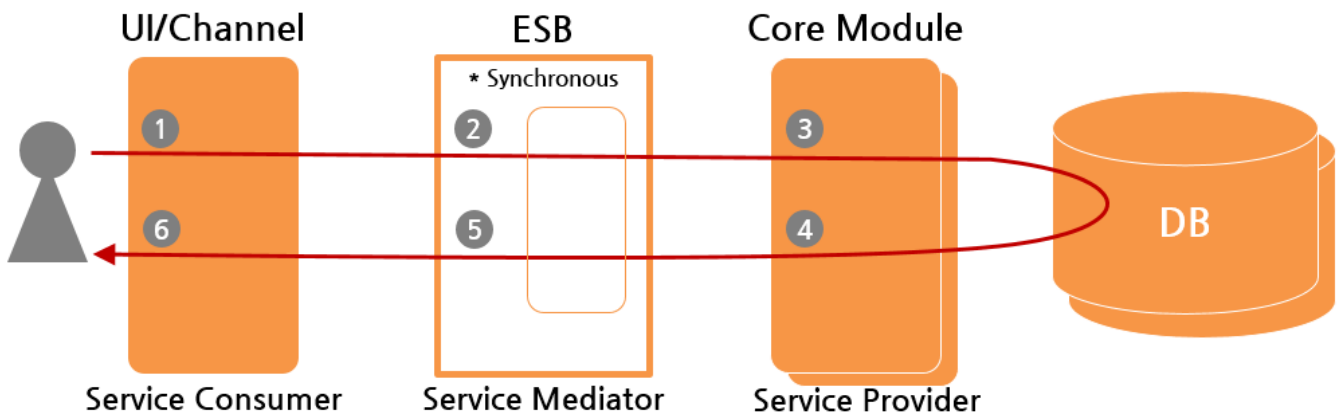 UI/Channel
ESB
Core Module
* Synchronous
1
2
3
6
5
4
DB
Service Consumer
Service Mediator
Service Provider